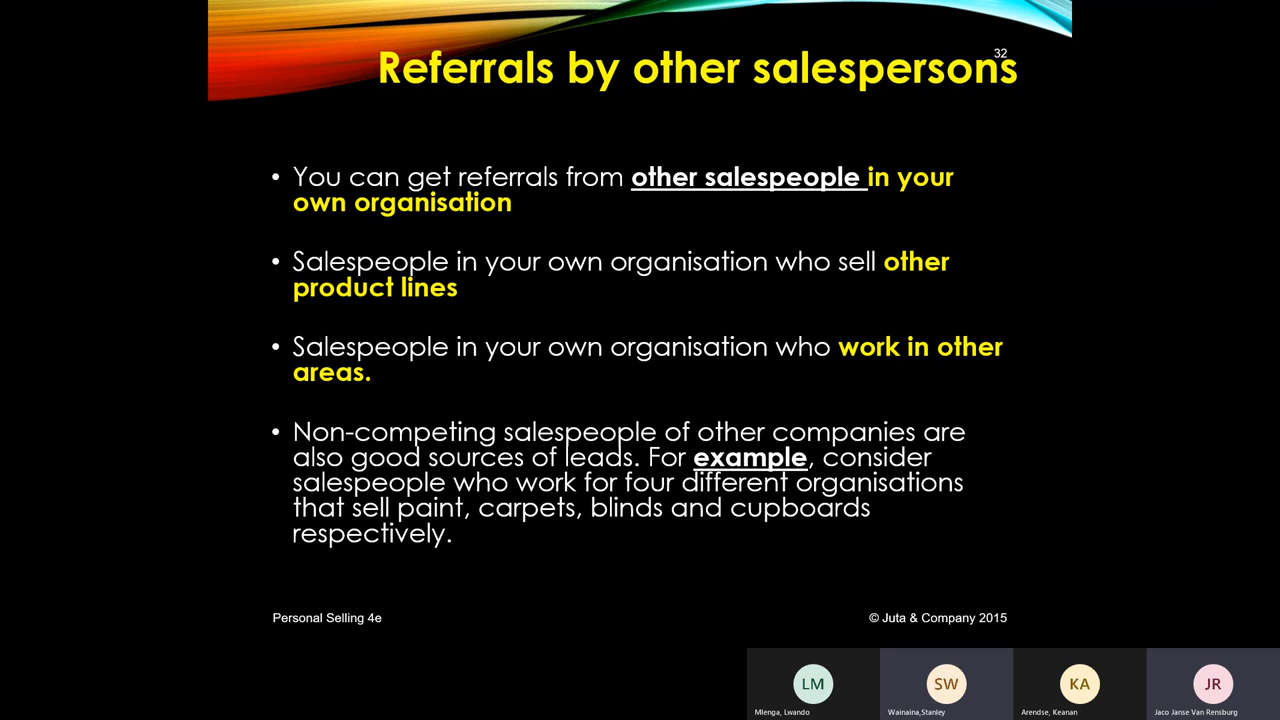 32
Referrals by other salespersons
• You can get referrals from other salespeople in your
own organisation
• Salespeople in your own organisation who sell other
product lines
• Salespeople in your own organisation who work in other
areas.
• Non-competing salespeople of other companies are
also good sources of leads. For example, consider
salespeople who work for four different organisations
that sell paint, carpets, blinds and cupboards
respectively.
Personal Selling 4e
© Juta & Company 2015
LM
SW
KA
JR
Mlenga, Lwando
Wainaina,Stanley
Arendse, Keanan
Jaco Janse Van Rensburg